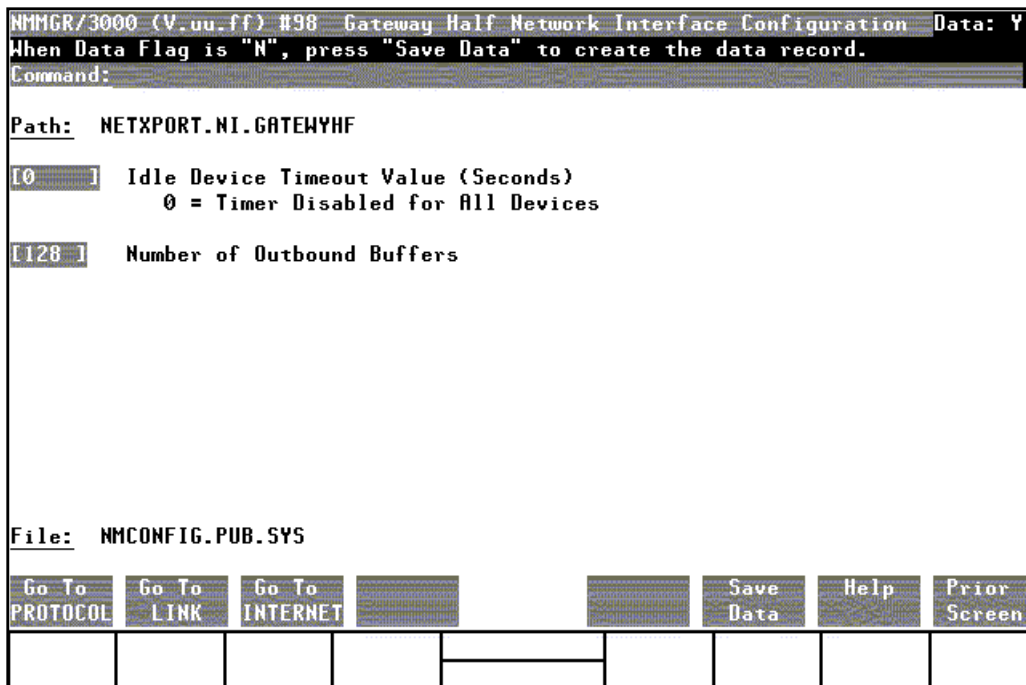 NMMGR/3000 (V.uu.ff) #98  Gateway Half Network Interface Configuration  Data: Y
When Data Flag is "N", press "Save Data" to create the data record.
Command:
Path:  NETXPORT.NI.GATEWYHF
[0     ]  Idle Device Timeout Value (Seconds)
0 = Timer Disabled for All Devices
[128 ]  Number of Outbound Buffers
File:  NMCONFIG.PUB.SYS
Go To  Go To  Go To  Save  Help  Prior
PROTOCOL  LINK  INTERNET  Data  Screen